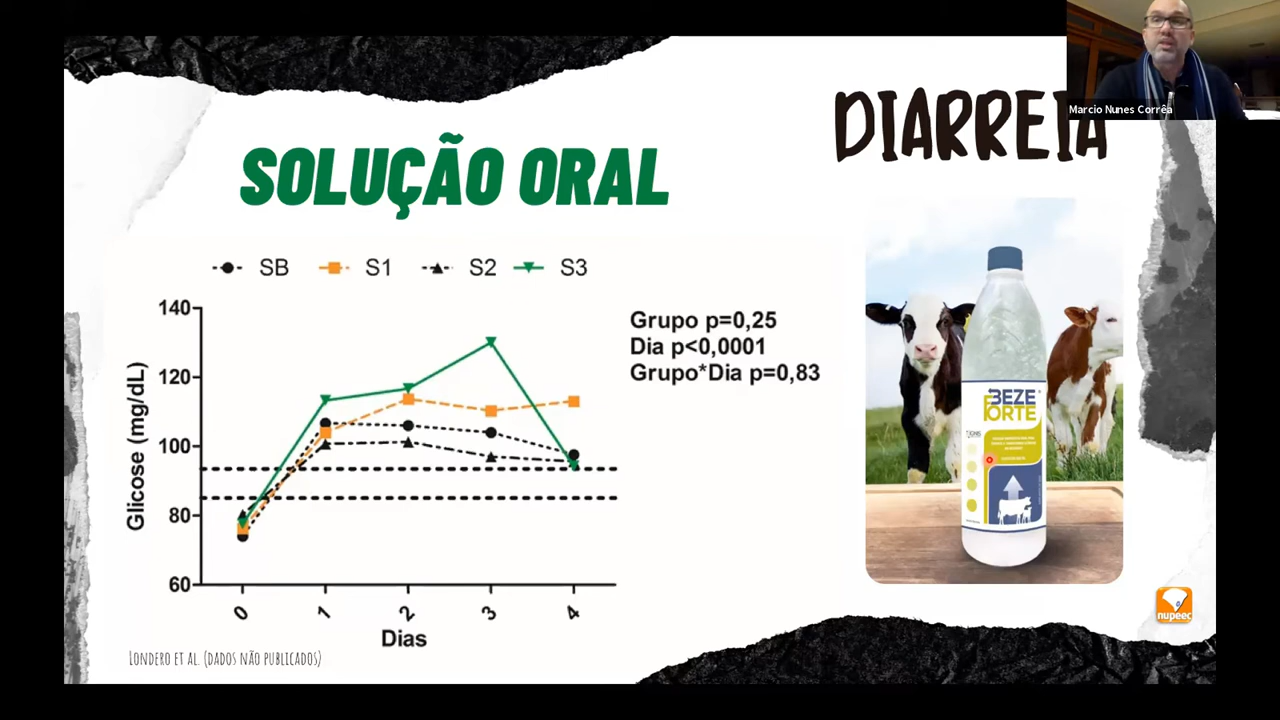 Marcio Nunes Corrêa
DIARREIA
SOLUÇÃO ORAL
SB S1 S2 S3
Grupo p=0,25
Dia p<0,0001
Grupo*Dia p=0,83
Glicose (mg/dL)
140
120
100
80
60
0 1 2 3 4
Dias
BEZE
FORTE
nupeec
LONDERO ET AL. (DADOS NÃO PUBLICADOS)